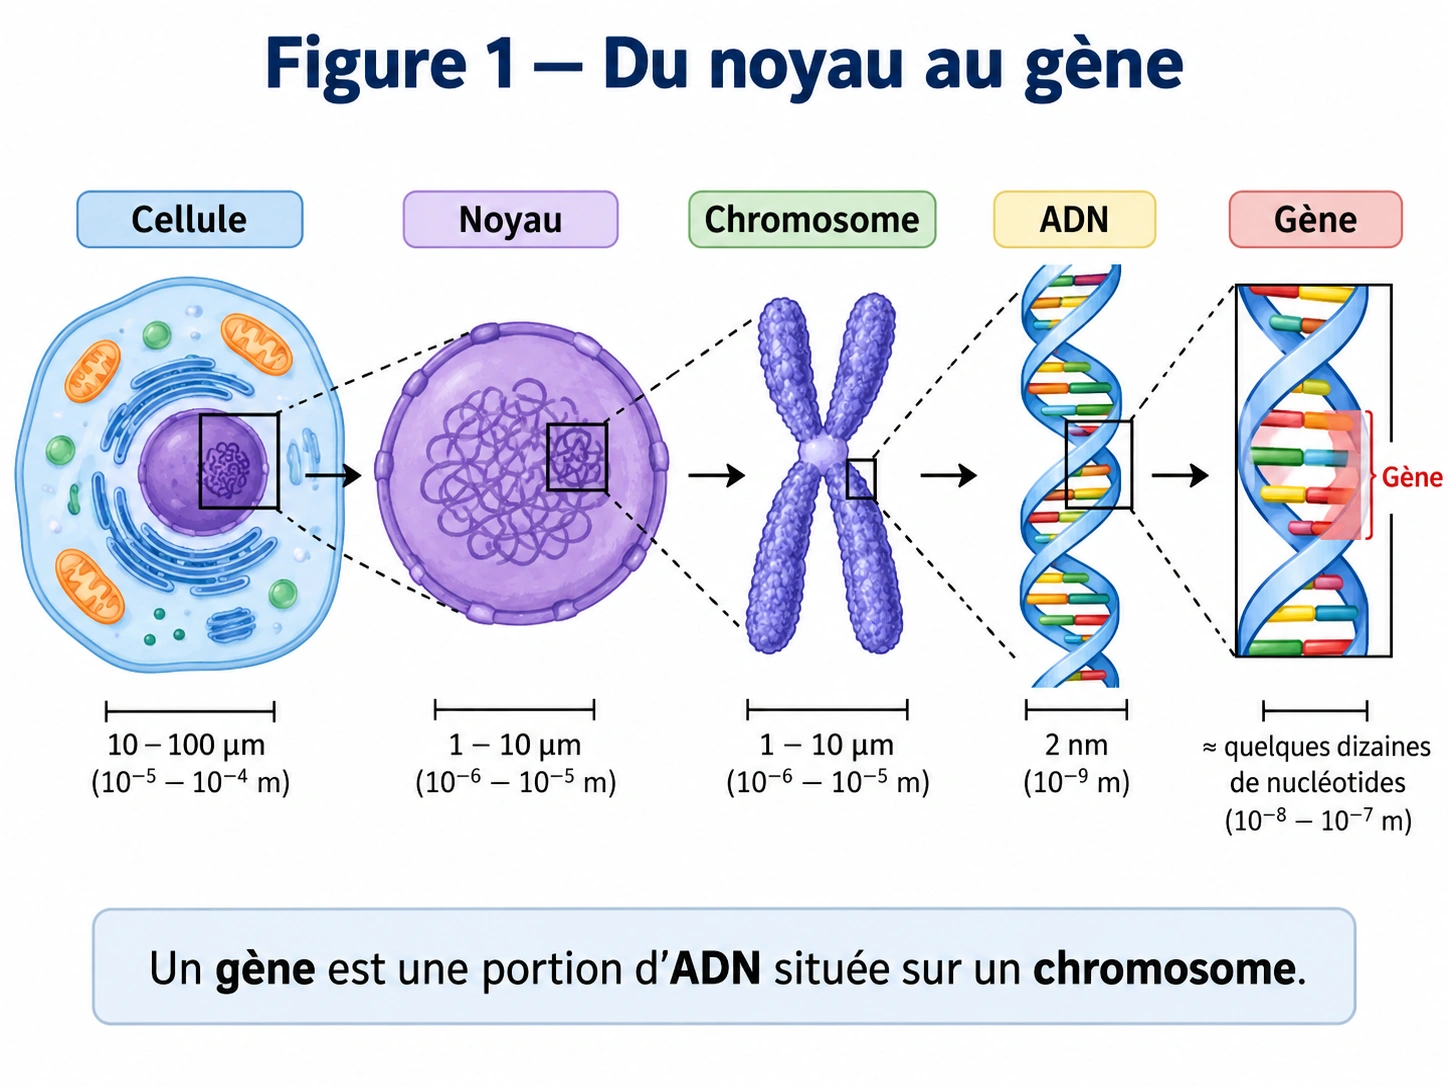 Figure 1 — Du noyau au gène
Cellule
Noyau
Chromosome
ADN
Gène
Gène
10 – 100 µm
(10⁻⁵ – 10⁻⁴ m)
1 – 10 µm
(10⁻⁶ – 10⁻⁵ m)
1 – 10 µm
(10⁻⁶ – 10⁻⁵ m)
2 nm
(10⁻⁹ m)
≈ quelques dizaines
de nucléotides
(10⁻⁸ – 10⁻⁷ m)
Un gène est une portion d’ADN située sur un chromosome.